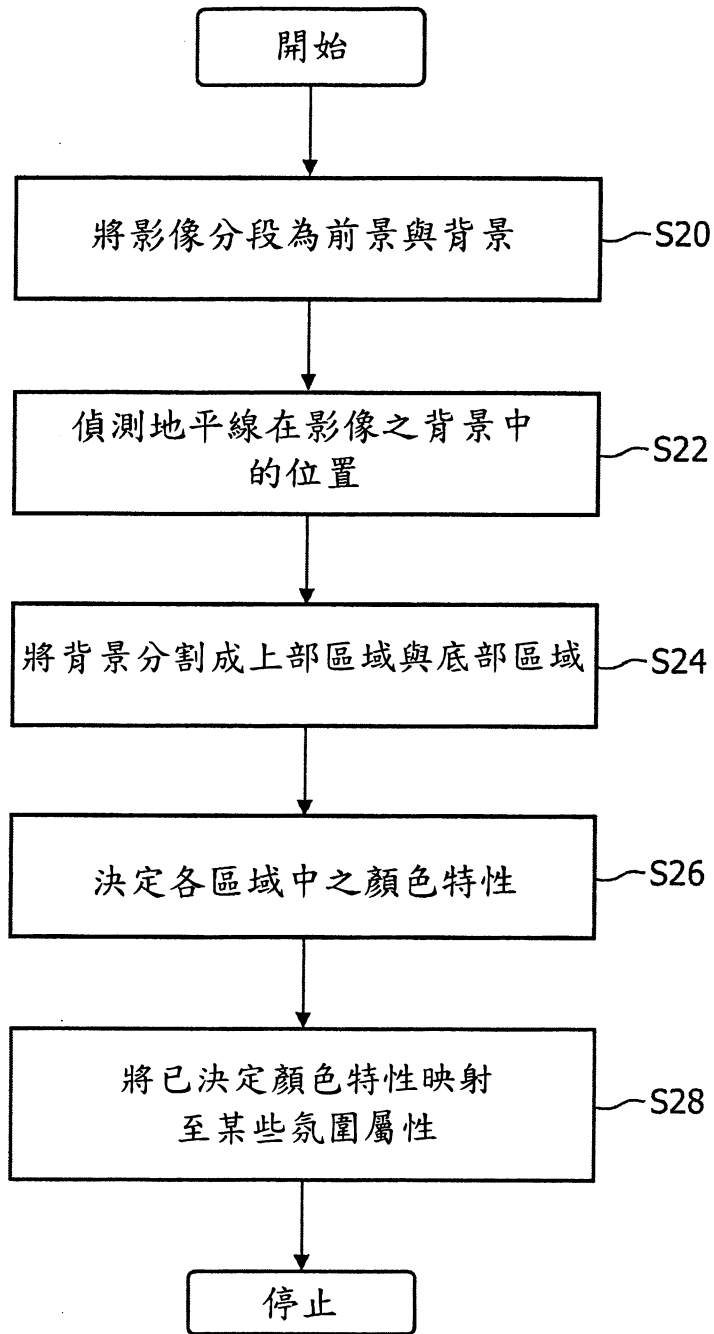 開始
將影像分段為前景與背景
S20
偵測地平線在影像之背景中
的位置
S22
將背景分割成上部區域與底部區域
S24
決定各區域中之顏色特性
S26
將已決定顏色特性映射
至某些氛圍屬性
S28
停止